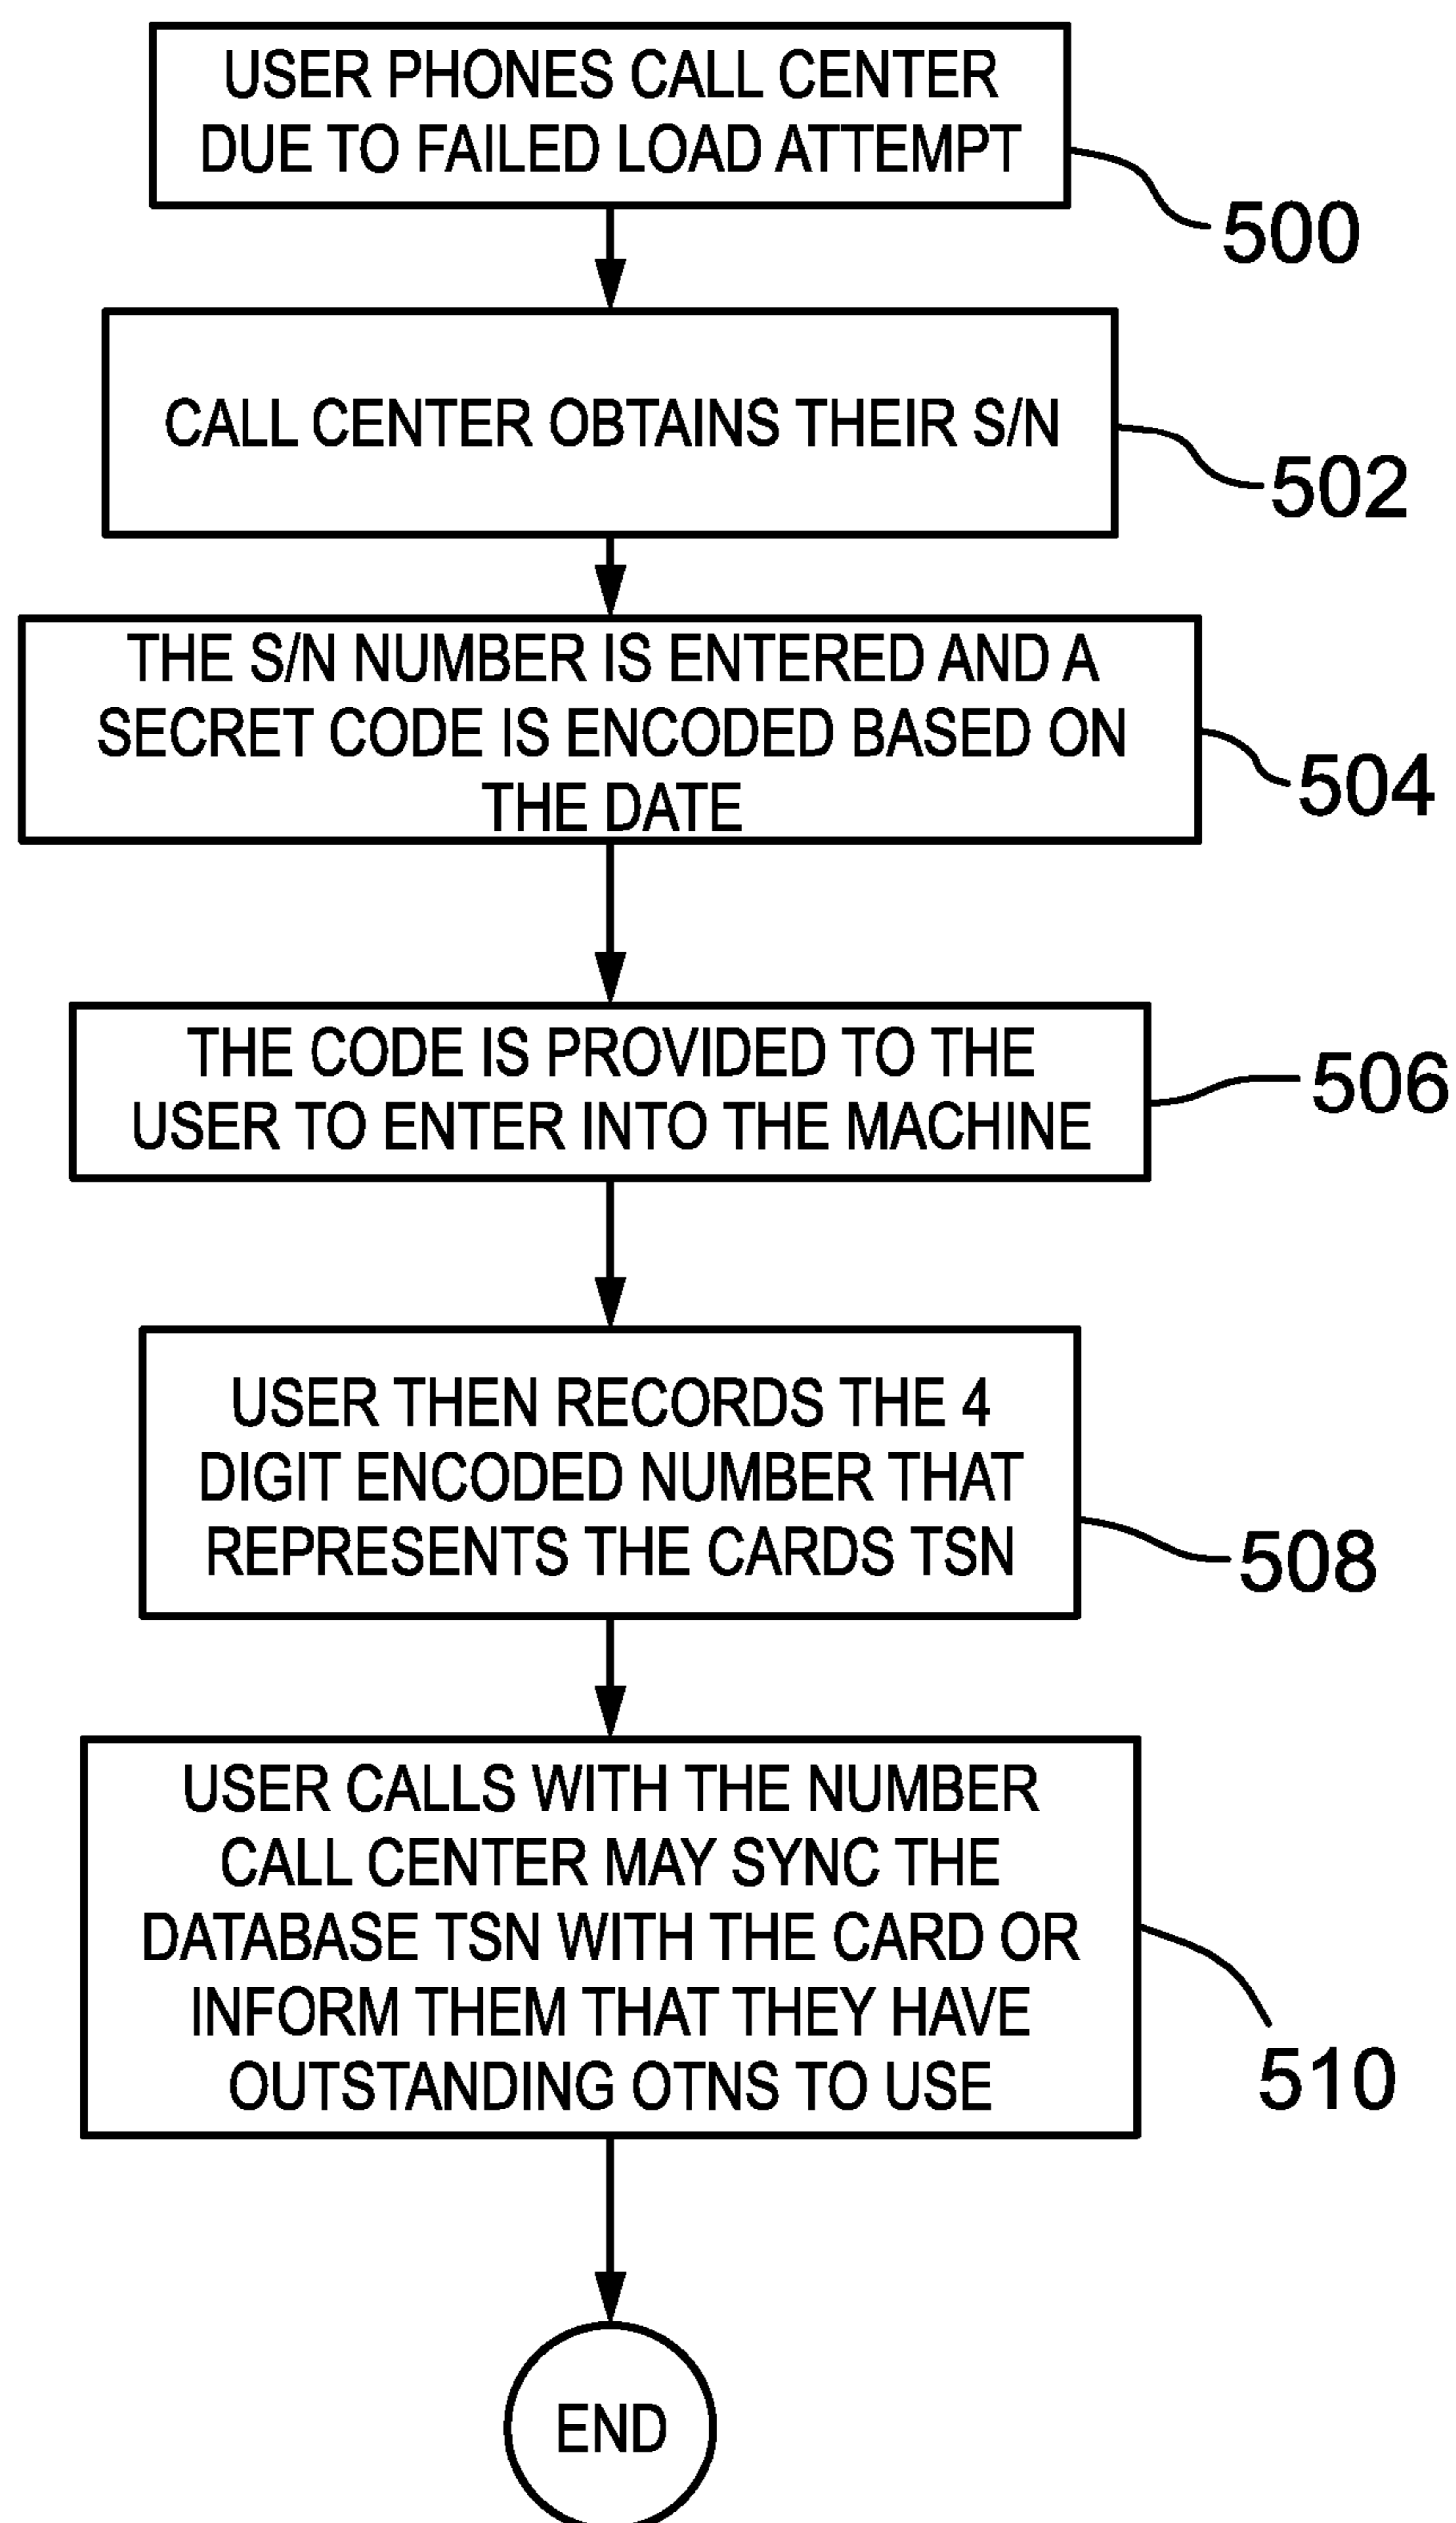 USER PHONES CALL CENTER
DUE TO FAILED LOAD ATTEMPT
500
CALL CENTER OBTAINS THEIR S/N
502
THE S/N NUMBER IS ENTERED AND A
SECRET CODE IS ENCODED BASED ON
THE DATE
504
THE CODE IS PROVIDED TO THE
USER TO ENTER INTO THE MACHINE
506
USER THEN RECORDS THE 4
DIGIT ENCODED NUMBER THAT
REPRESENTS THE CARDS TSN
508
USER CALLS WITH THE NUMBER
CALL CENTER MAY SYNC THE
DATABASE TSN WITH THE CARD OR
INFORM THEM THAT THEY HAVE
OUTSTANDING OTNS TO USE
510
END